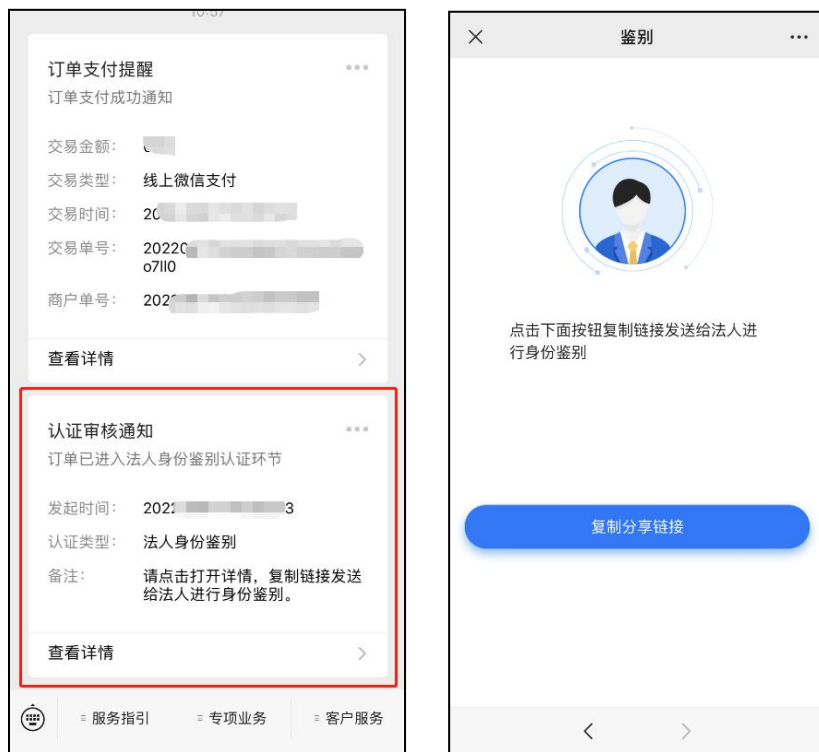 订单支付提醒
订单支付成功通知
交易金额：
交易类型： 线上微信支付
交易时间： 20
交易单号： 20220
o7Il0
商户单号： 202
查看详情
认证审核通知
订单已进入法人身份鉴别认证环节
发起时间： 202 3
认证类型： 法人身份鉴别
备注： 请点击打开详情，复制链接发送
给法人进行身份鉴别。
查看详情
服务指引 专项业务 客户服务
鉴别
点击下面按钮复制链接发送给法人进
行身份鉴别
复制分享链接